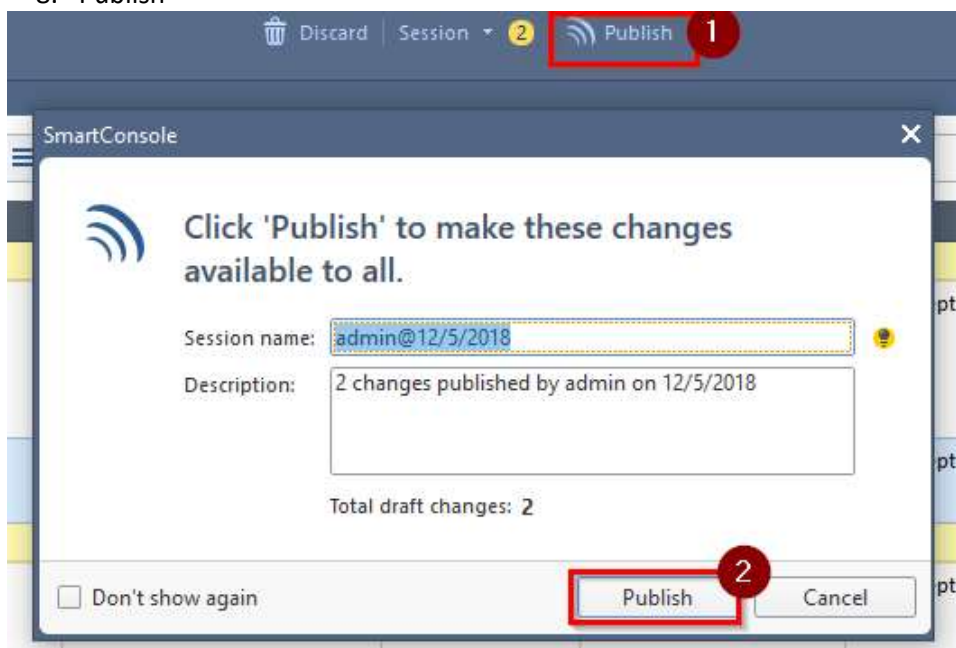 8. Publish
Discard Session 2 Publish 1
SmartConsole
Click 'Publish' to make these changes
available to all.
Session name: admin@12/5/2018
Description: 2 changes published by admin on 12/5/2018
Total draft changes: 2
2
Don't show again Publish Cancel